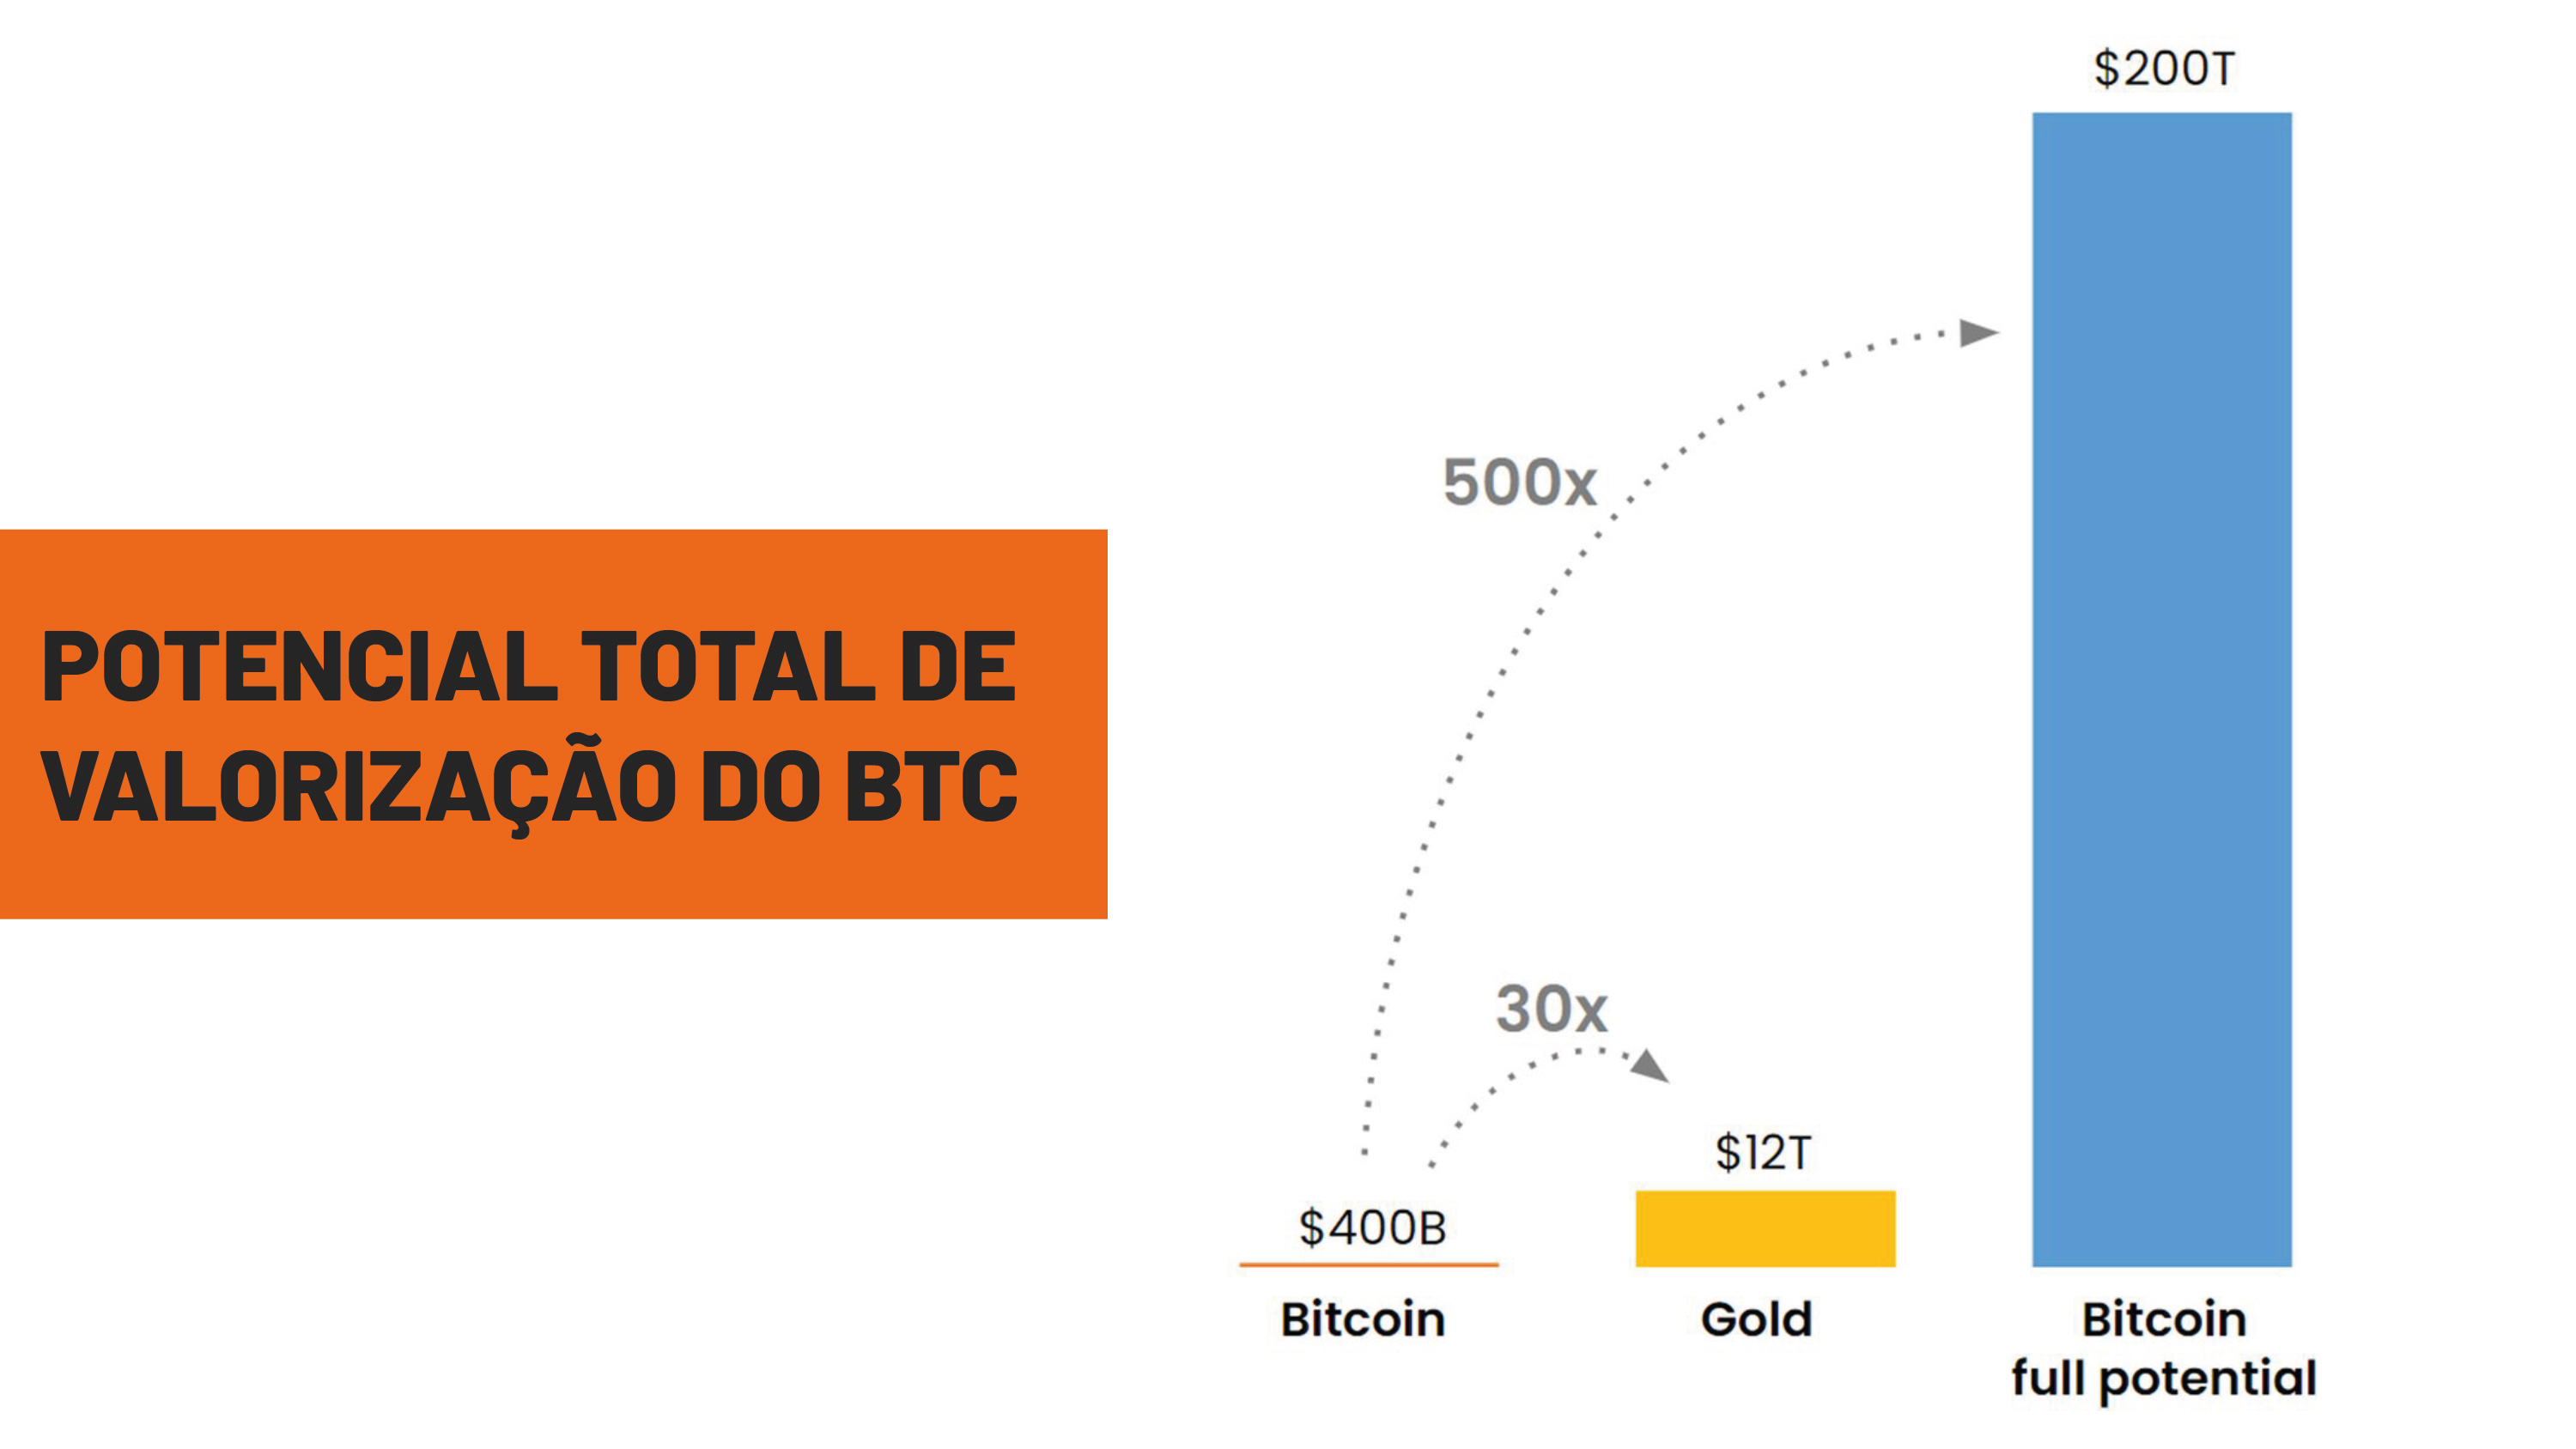 POTENCIAL TOTAL DE
VALORIZAÇÃO DO BTC
$200T
500x
30x
$12T
$400B
Bitcoin
Gold
Bitcoin
full potential